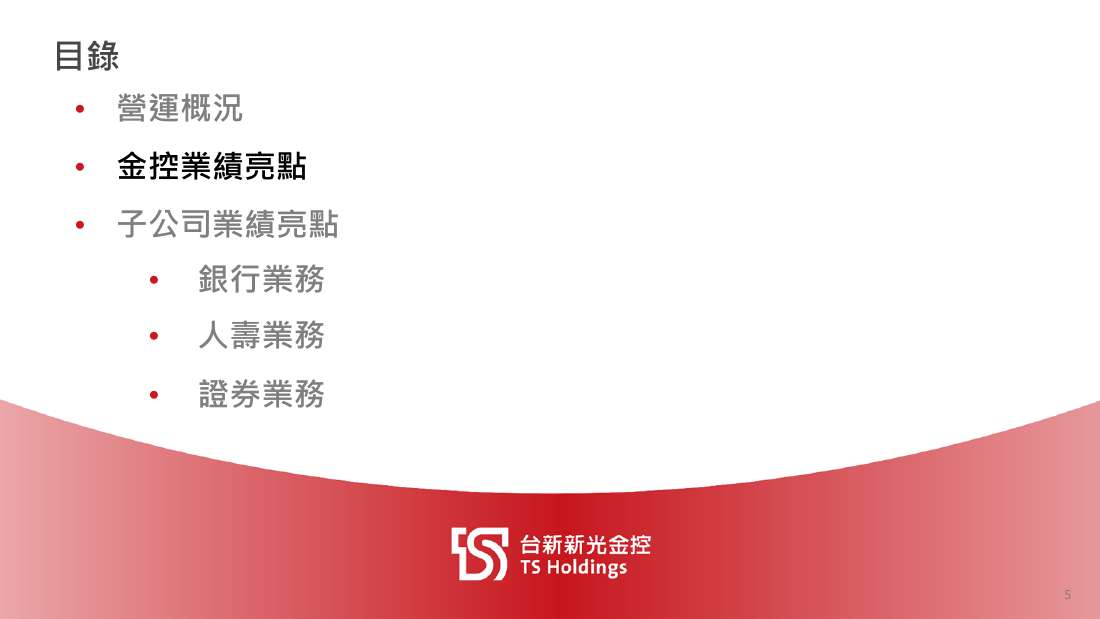 目錄
• 營運概況
• 金控業績亮點
• 子公司業績亮點
• 銀行業務
• 人壽業務
• 證券業務
台新新光金控
TS Holdings
5